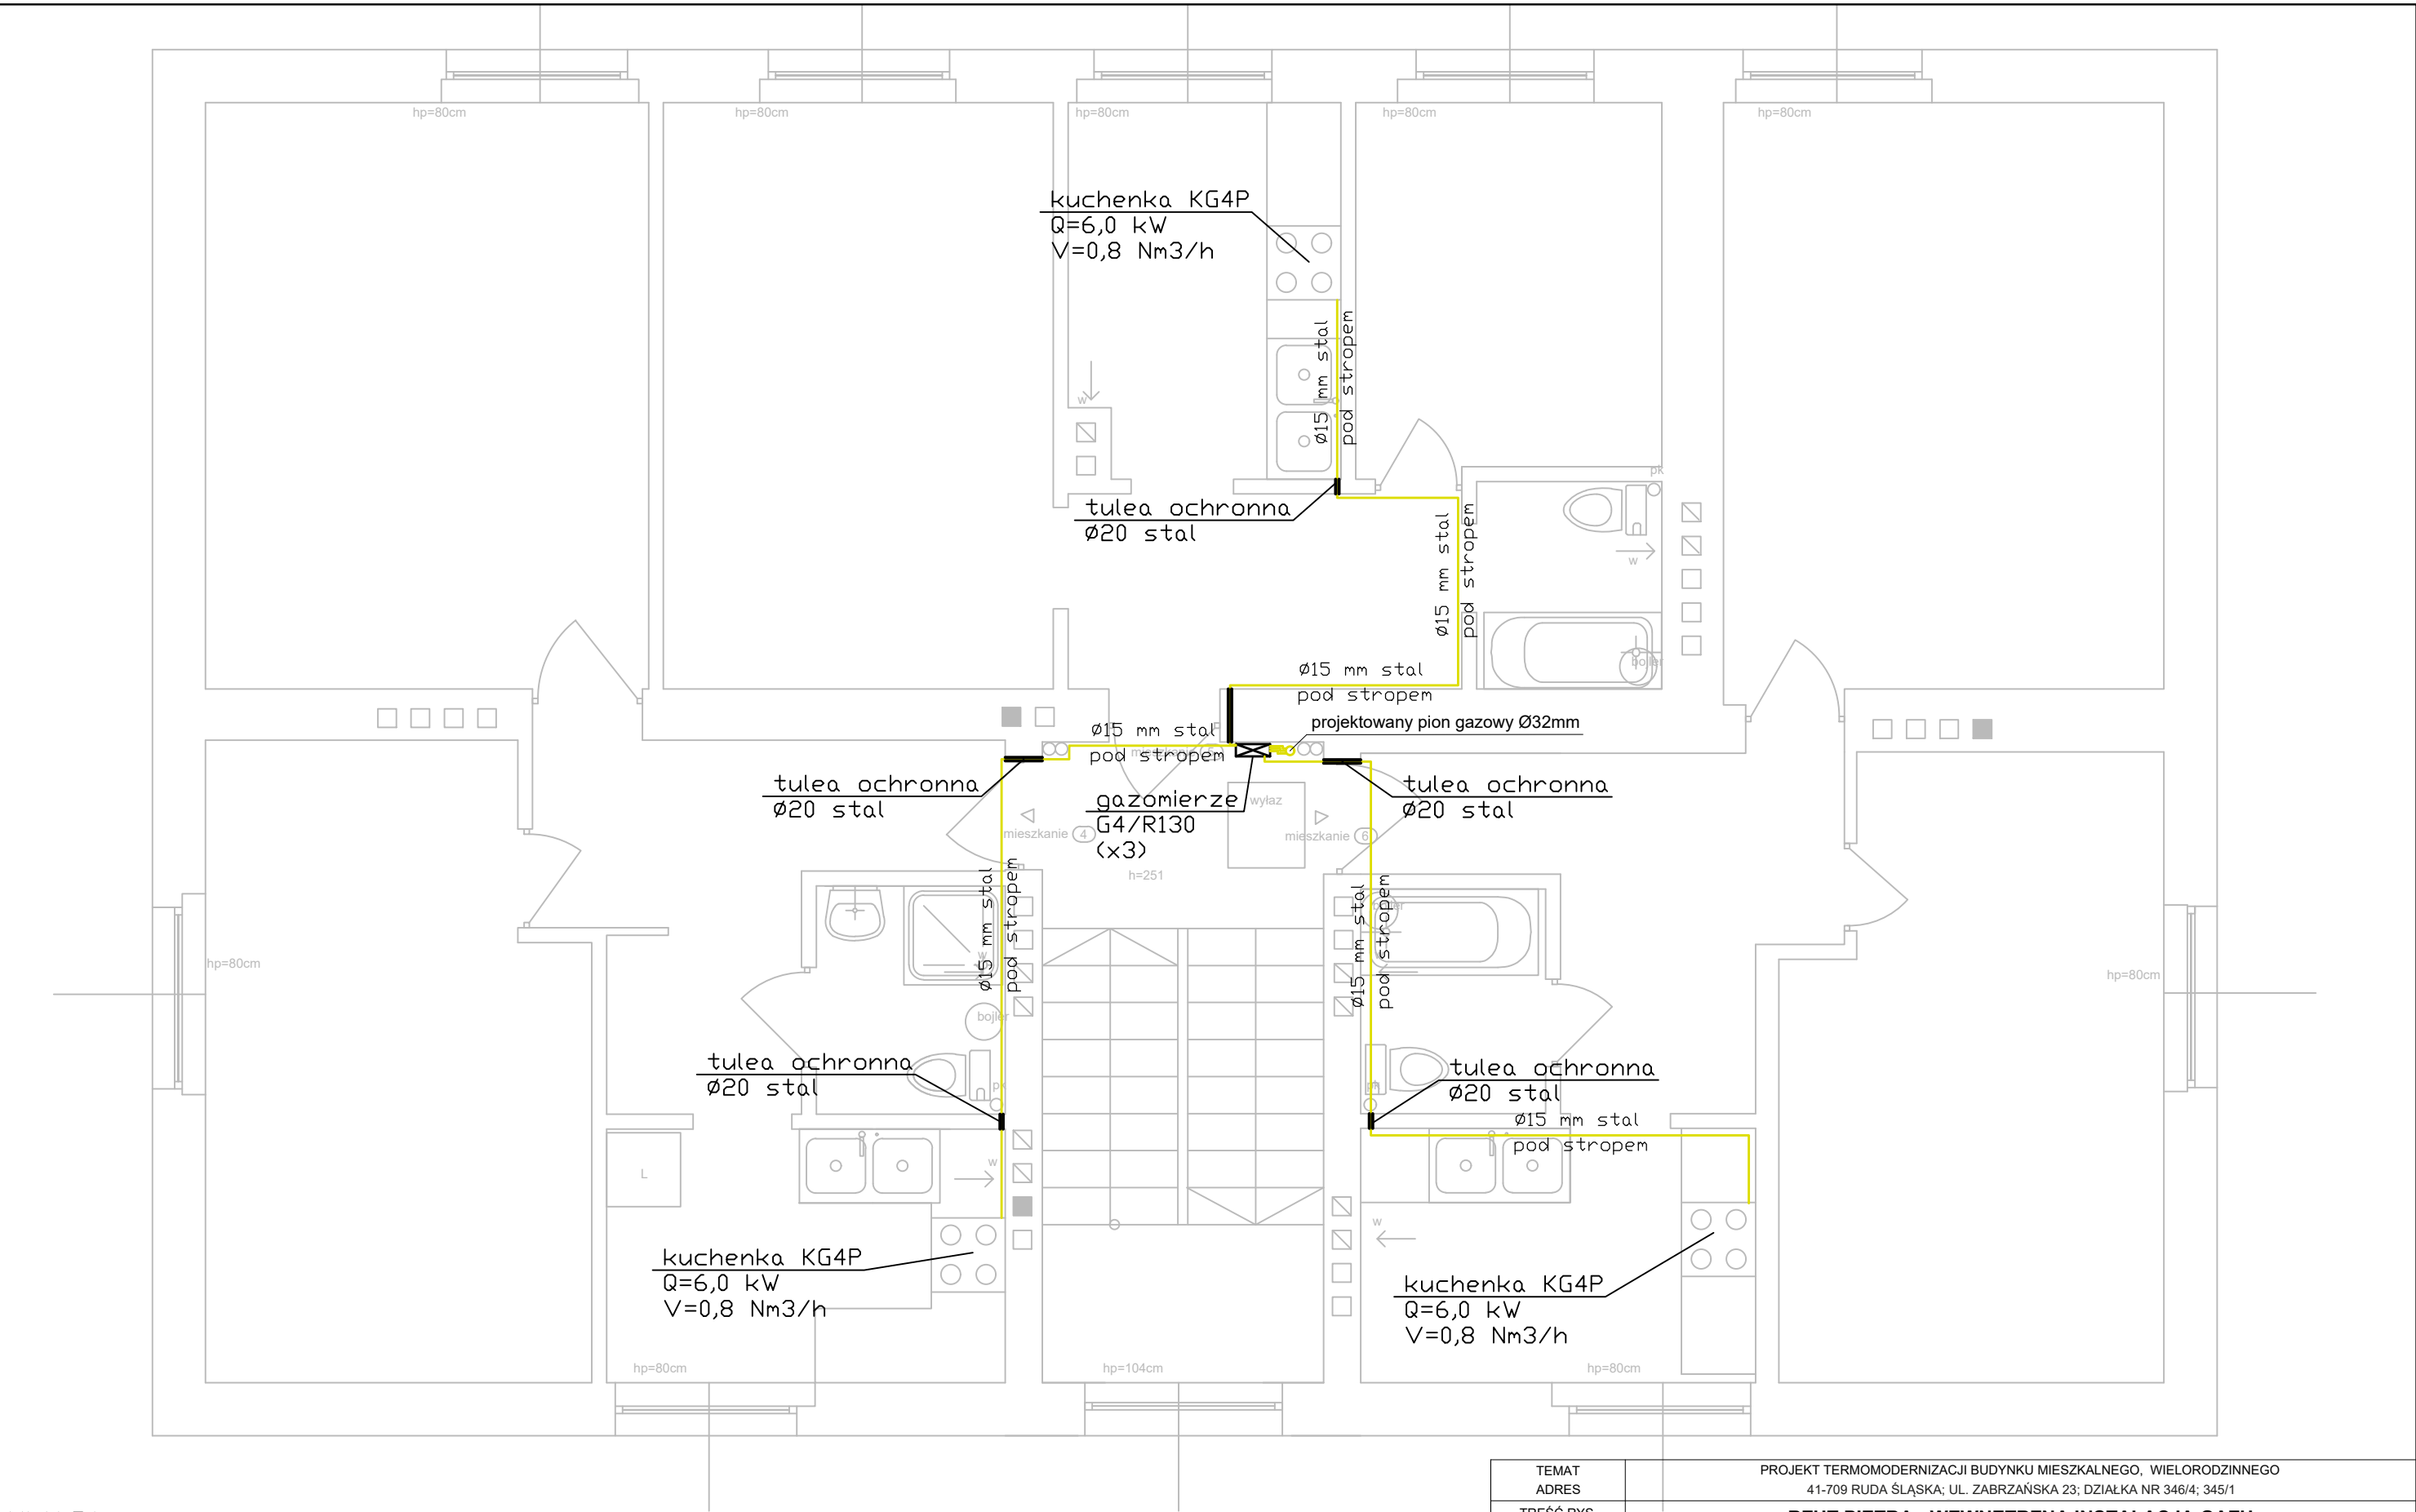 hp=80cm
hp=80cm
hp=80cm
hp=80cm
hp=80cm
kuchenka KG4P
Q=6,0 kW
V=0,8 Nm3/h
Ø15 mm stal
pod stropem
w
pk
tulea ochronna
Ø20 stal
Ø15 mm stal
pod stropem
w
bojler
Ø15 mm stal
pod stropem
projektowany pion gazowy Ø32mm
Ø15 mm stal
pod stropem
mieszkanie
tulea ochronna
Ø20 stal
gazomierze
G4/R130
(x3)
wyłaz
tulea ochronna
Ø20 stal
mieszkanie 4
mieszkanie 6
h=251
Ø15 mm stal
pod stropem
Ø15 mm stal
pod stropem
bojler
w
hp=80cm
hp=80cm
bojler
tulea ochronna
Ø20 stal
pk
pk
tulea ochronna
Ø20 stal
Ø15 mm stal
pod stropem
L
w
w
kuchenka KG4P
Q=6,0 kW
V=0,8 Nm3/h
kuchenka KG4P
Q=6,0 kW
V=0,8 Nm3/h
hp=80cm
hp=104cm
hp=80cm
TEMAT
ADRES
PROJEKT TERMOMODERNIZACJI BUDYNKU MIESZKALNEGO, WIELORODZINNEGO
41-709 RUDA ŚLĄSKA; UL. ZABRZAŃSKA 23; DZIAŁKA NR 346/4; 345/1